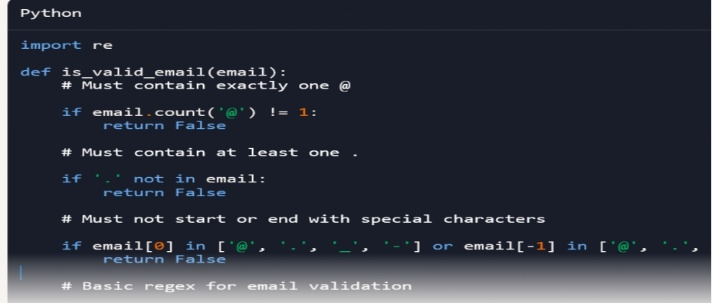 Python
import re
def is_valid_email(email):
# Must contain exactly one @
if email.count('@') != 1:
return False
# Must contain at least one .
if '.' not in email:
return False
# Must not start or end with special characters
if email[0] in ['@', '.', '_', '-'] or email[-1] in ['@', '.',
return False
# Basic regex for email validation